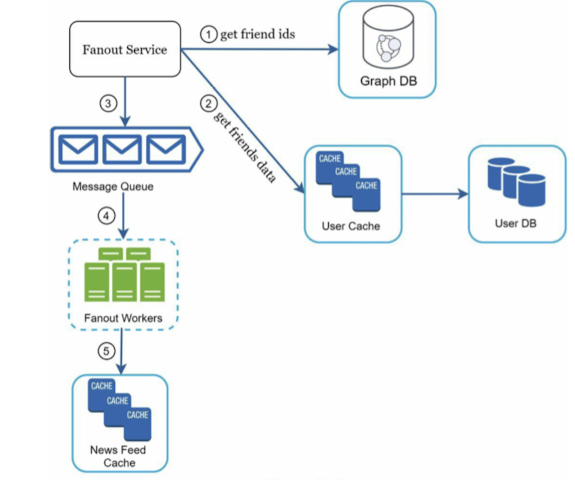 Fanout Service
① get friend ids
Graph DB
② get friends data
③
CACHE
CACHE
CACHE
User Cache
User DB
Message Queue
④
Fanout Workers
⑤
CACHE
CACHE
CACHE
News Feed
Cache